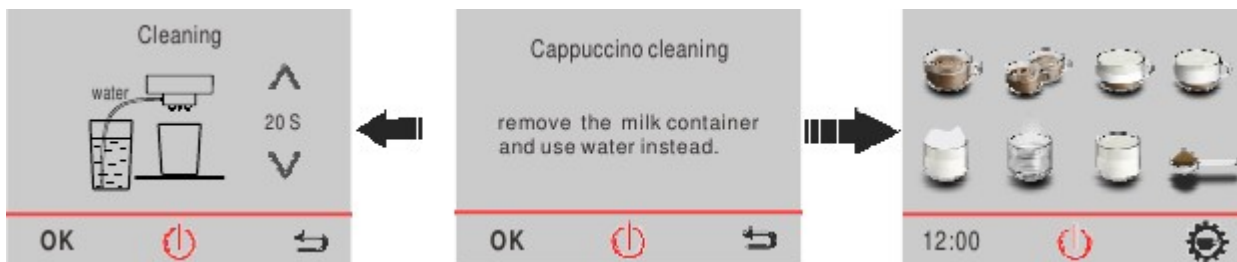 Cleaning
water
20 S
OK
Cappuccino cleaning
remove the milk container
and use water instead.
OK
12:00